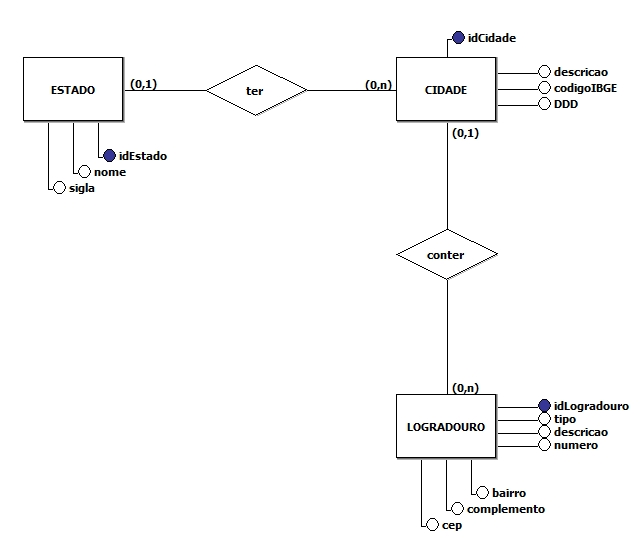 idCidade
ESTADO
(0,1)
ter
(0,n)
CIDADE
descricao
codigoIBGE
DDD
(0,1)
idEstado
nome
sigla
conter
(0,n)
LOGRADOURO
idLogradouro
tipo
descricao
numero
bairro
complemento
cep